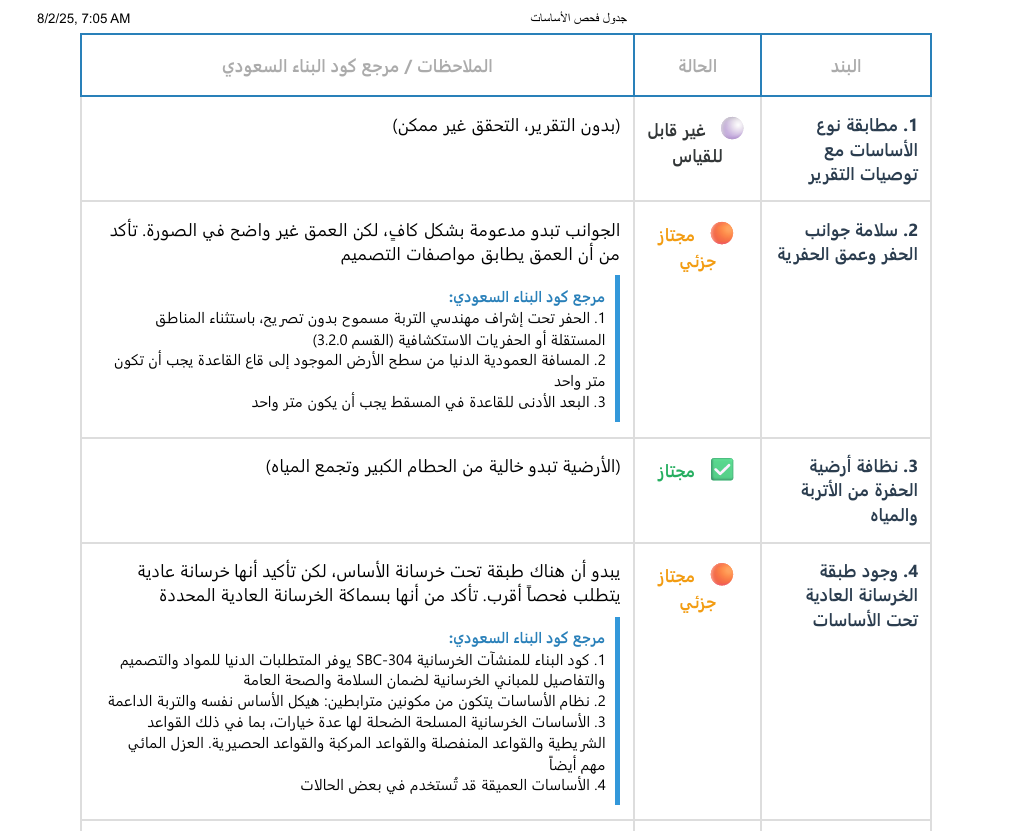 8/2/25, 7:05 AM
جدول فحص الأساسات
البند
الحالة
الملاحظات / مرجع كود البناء السعودي
1. مطابقة نوع
الأساسات مع
توصيات التقرير
غير قابل
للقياس
(بدون التقرير، التحقق غير ممكن)
2. سلامة جوانب
الحفر وعمق الحفرية
مجتاز
جزئي
الجوانب تبدو مدعومة بشكل كافٍ، لكن العمق غير واضح في الصورة. تأكد
من أن العمق يطابق مواصفات التصميم
مرجع كود البناء السعودي:
1. الحفر تحت إشراف مهندسي التربة مسموح بدون تصريح، باستثناء المناطق
المستقلة أو الحفريات الاستكشافية (القسم 3.2.0)
2. المسافة العمودية الدنيا من سطح الأرض الموجود إلى قاع القاعدة يجب أن تكون
متر واحد
3. البعد الأدنى للقاعدة في المسقط يجب أن يكون متر واحد
3. نظافة أرضية
الحفرة من الأتربة
والمياه
مجتاز
(الأرضية تبدو خالية من الحطام الكبير وتجمع المياه)
4. وجود طبقة
الخرسانة العادية
تحت الأساسات
مجتاز
جزئي
يبدو أن هناك طبقة تحت خرسانة الأساس، لكن تأكيد أنها خرسانة عادية
يتطلب فحصاً أقرب. تأكد من أنها بسماكة الخرسانة العادية المحددة
مرجع كود البناء السعودي:
1. كود البناء للمنشآت الخرسانية SBC-304 يوفر المتطلبات الدنيا للمواد والتصميم
والتفاصيل للمباني الخرسانية لضمان السلامة والصحة العامة
2. نظام الأساسات يتكون من مكونين مترابطين: هيكل الأساس نفسه والتربة الداعمة
3. الأساسات الخرسانية المسلحة الضحلة لها عدة خيارات، بما في ذلك القواعد
الشريطية والقواعد المنفصلة والقواعد المركبة والقواعد الحصيرية. العزل المائي
مهم أيضاً
4. الأساسات العميقة قد تُستخدم في بعض الحالات